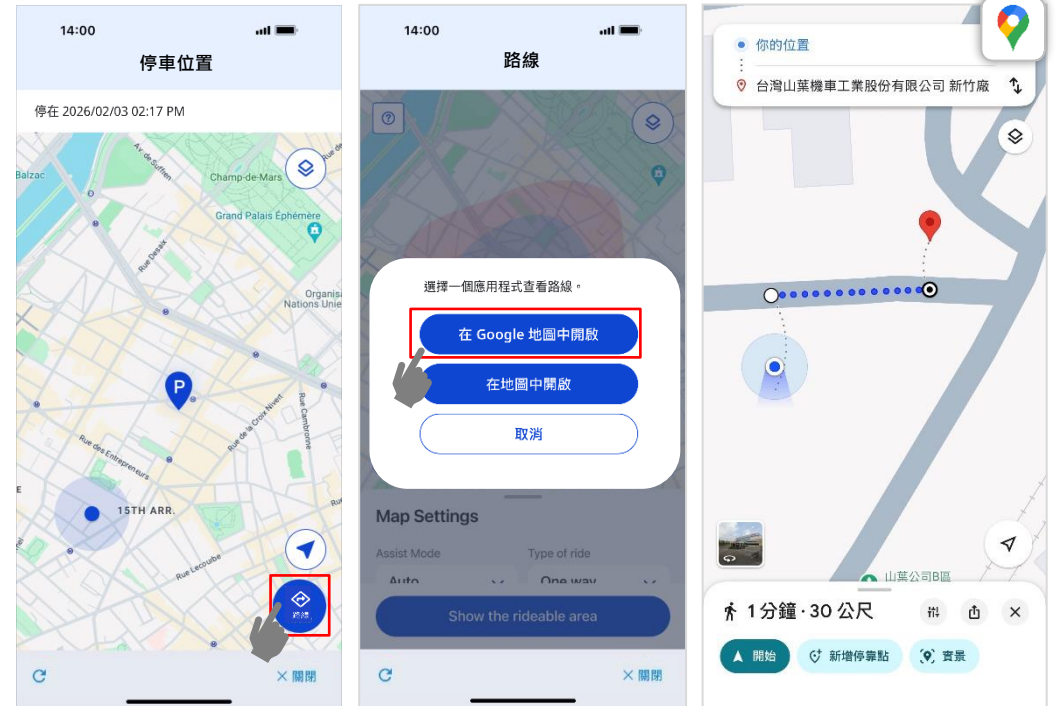 14:00
停車位置
停在 2026/02/03 02:17 PM
Balzac
Av. de Suffren
Rue de
Champ-de-Mars
Grand Palais Éphémère
Rue Desaix
Organis
Nations Unie
P
Rue de la Croix Nivert
Rue Cambronne
Rue des Entrepreneurs
E
15TH ARR.
Rue Lecourbe
路線
關閉
14:00
路線
選擇一個應用程式查看路線。
在 Google 地圖中開啟
在地圖中開啟
取消
Map Settings
Assist Mode
Type of ride
Auto
One way
Show the rideable area
關閉
你的位置
台灣山葉機車工業股份有限公司 新竹廠
山葉公司B區
1 分鐘 · 30 公尺
開始
新增停靠點
實景